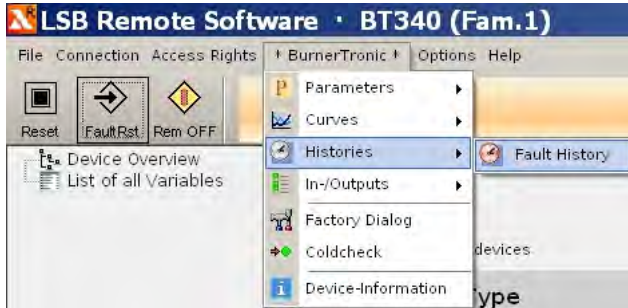 LSB Remote Software · BT340 (Fam.1)
File Connection Access Rights * BurnerTronic * Options Help
Reset FaultRst Rem OFF
Device Overview
List of all Variables
Parameters
Curves
Histories
Fault History
In-/Outputs
Factory Dialog
Coldcheck
devices
Device-Information
ype